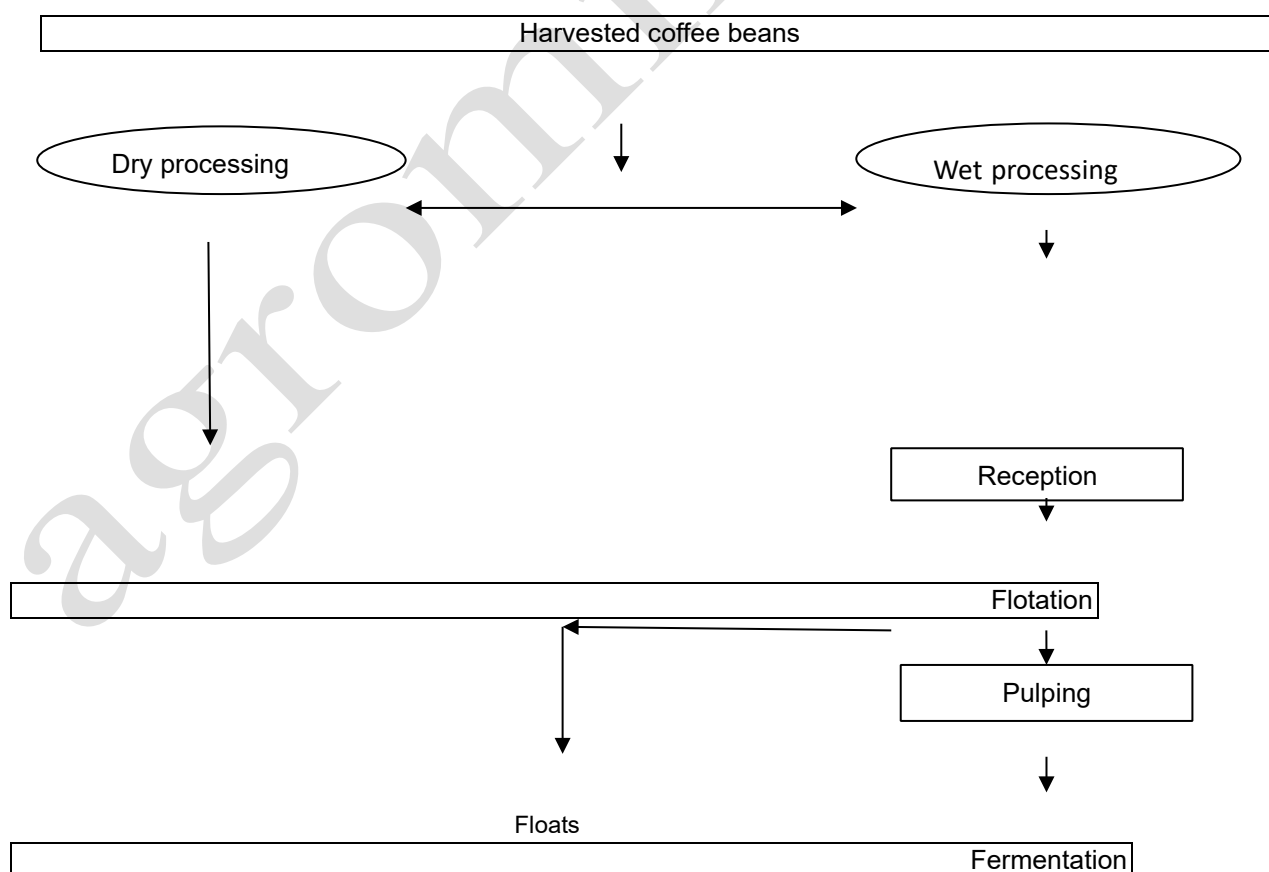 Harvested coffee beans
Dry processing
Wet processing
Reception
Flotation
Pulping
Floats
Fermentation